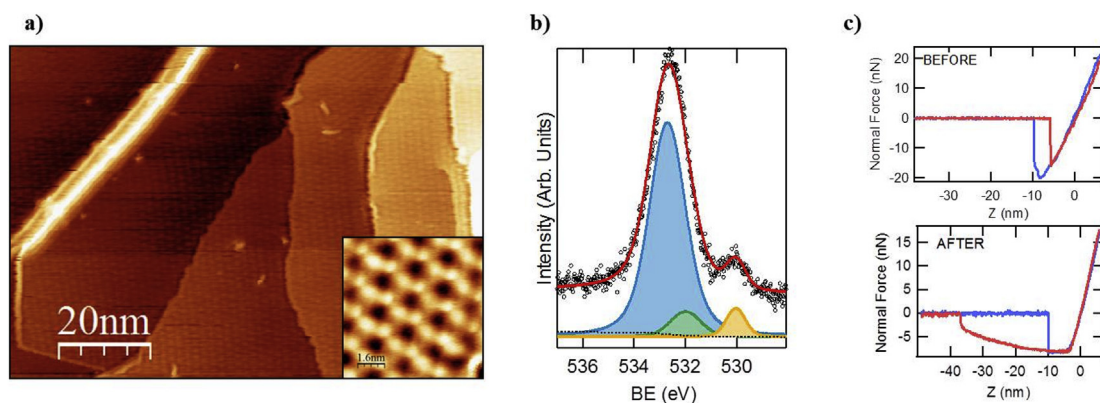 a)
b)
c)
20nm
1.6nm
Intensity (Arb. Units)
536 534 532 530
BE (eV)
BEFORE
Normal Force (nN)
20
10
0
-10
-20
-30 -20 -10 0
Z (nm)
AFTER
Normal Force (nN)
15
10
5
0
-5
-40 -30 -20 -10 0
Z (nm)